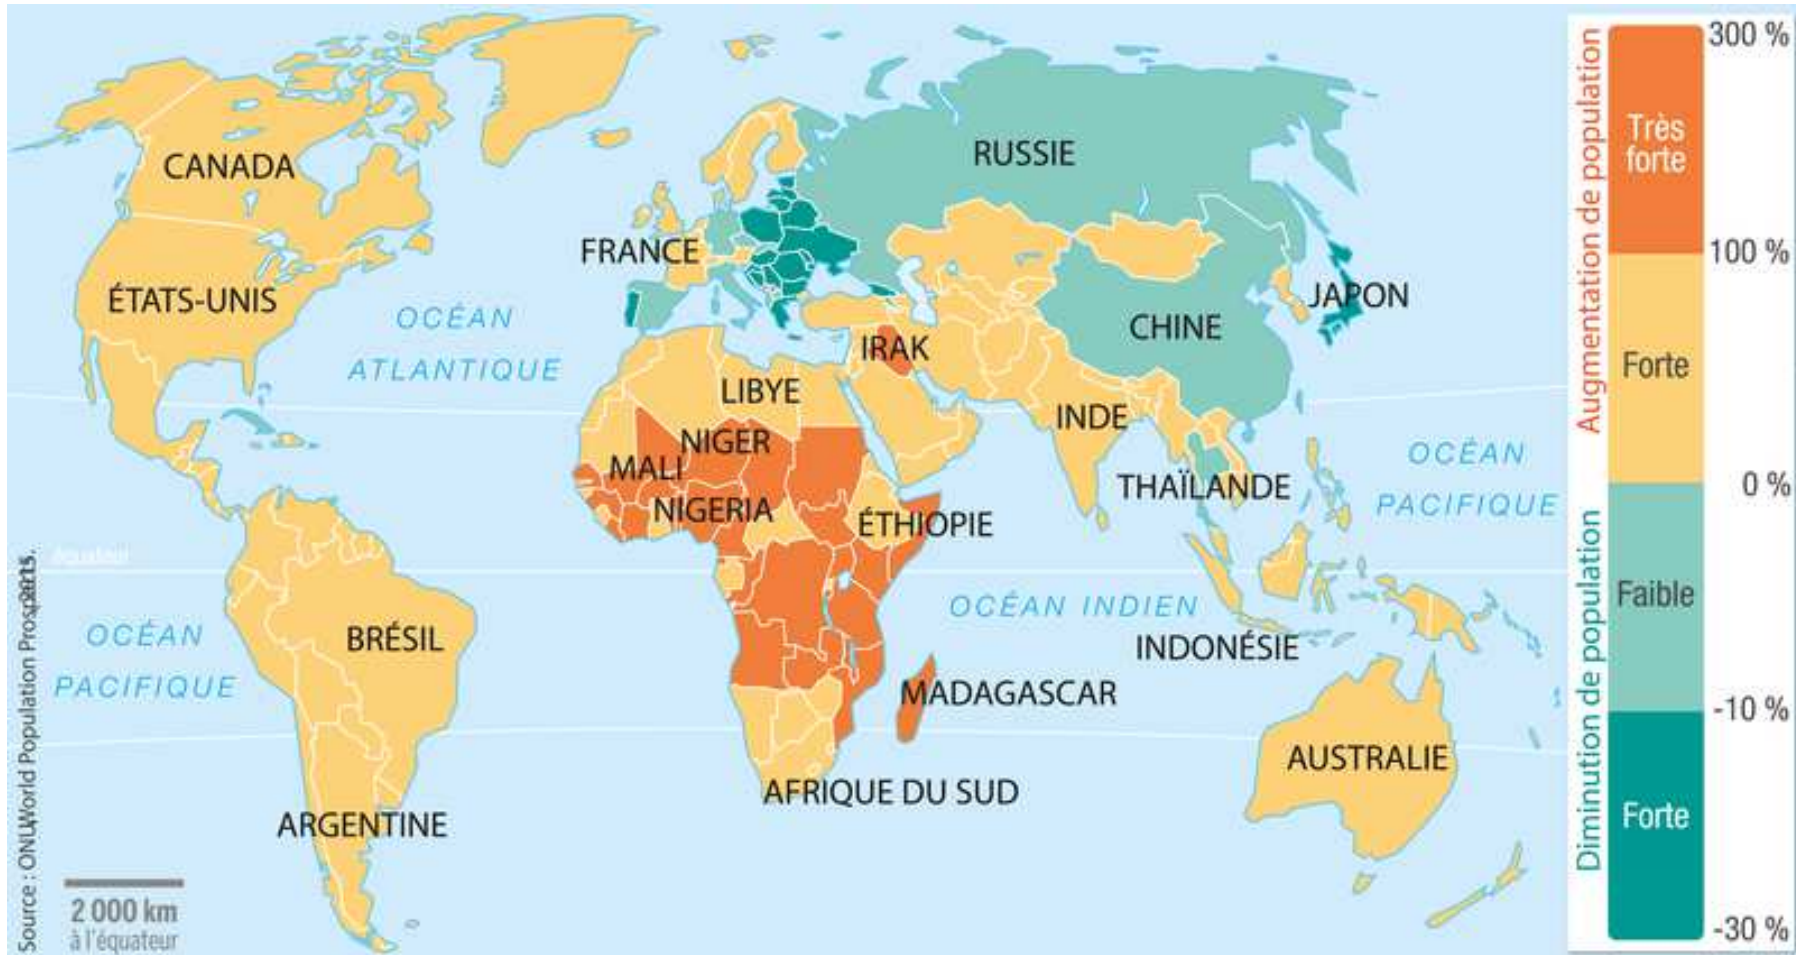 CANADA
RUSSIE
FRANCE
ÉTATS-UNIS
JAPON
OCÉAN
ATLANTIQUE
CHINE
IRAK
LIBYE
INDE
NIGER
MALI
NIGERIA
THAÏLANDE
OCÉAN
PACIFIQUE
ÉTHIOPIE
équateur
OCÉAN
PACIFIQUE
BRÉSIL
OCÉAN INDIEN
INDONÉSIE
MADAGASCAR
AUSTRALIE
AFRIQUE DU SUD
ARGENTINE
2 000 km
à l'équateur
Source : ONU, World Population Prospects, 2015.
Augmentation de population
Diminution de population
300 %
Très
forte
100 %
Forte
0 %
Faible
-10 %
Forte
-30 %